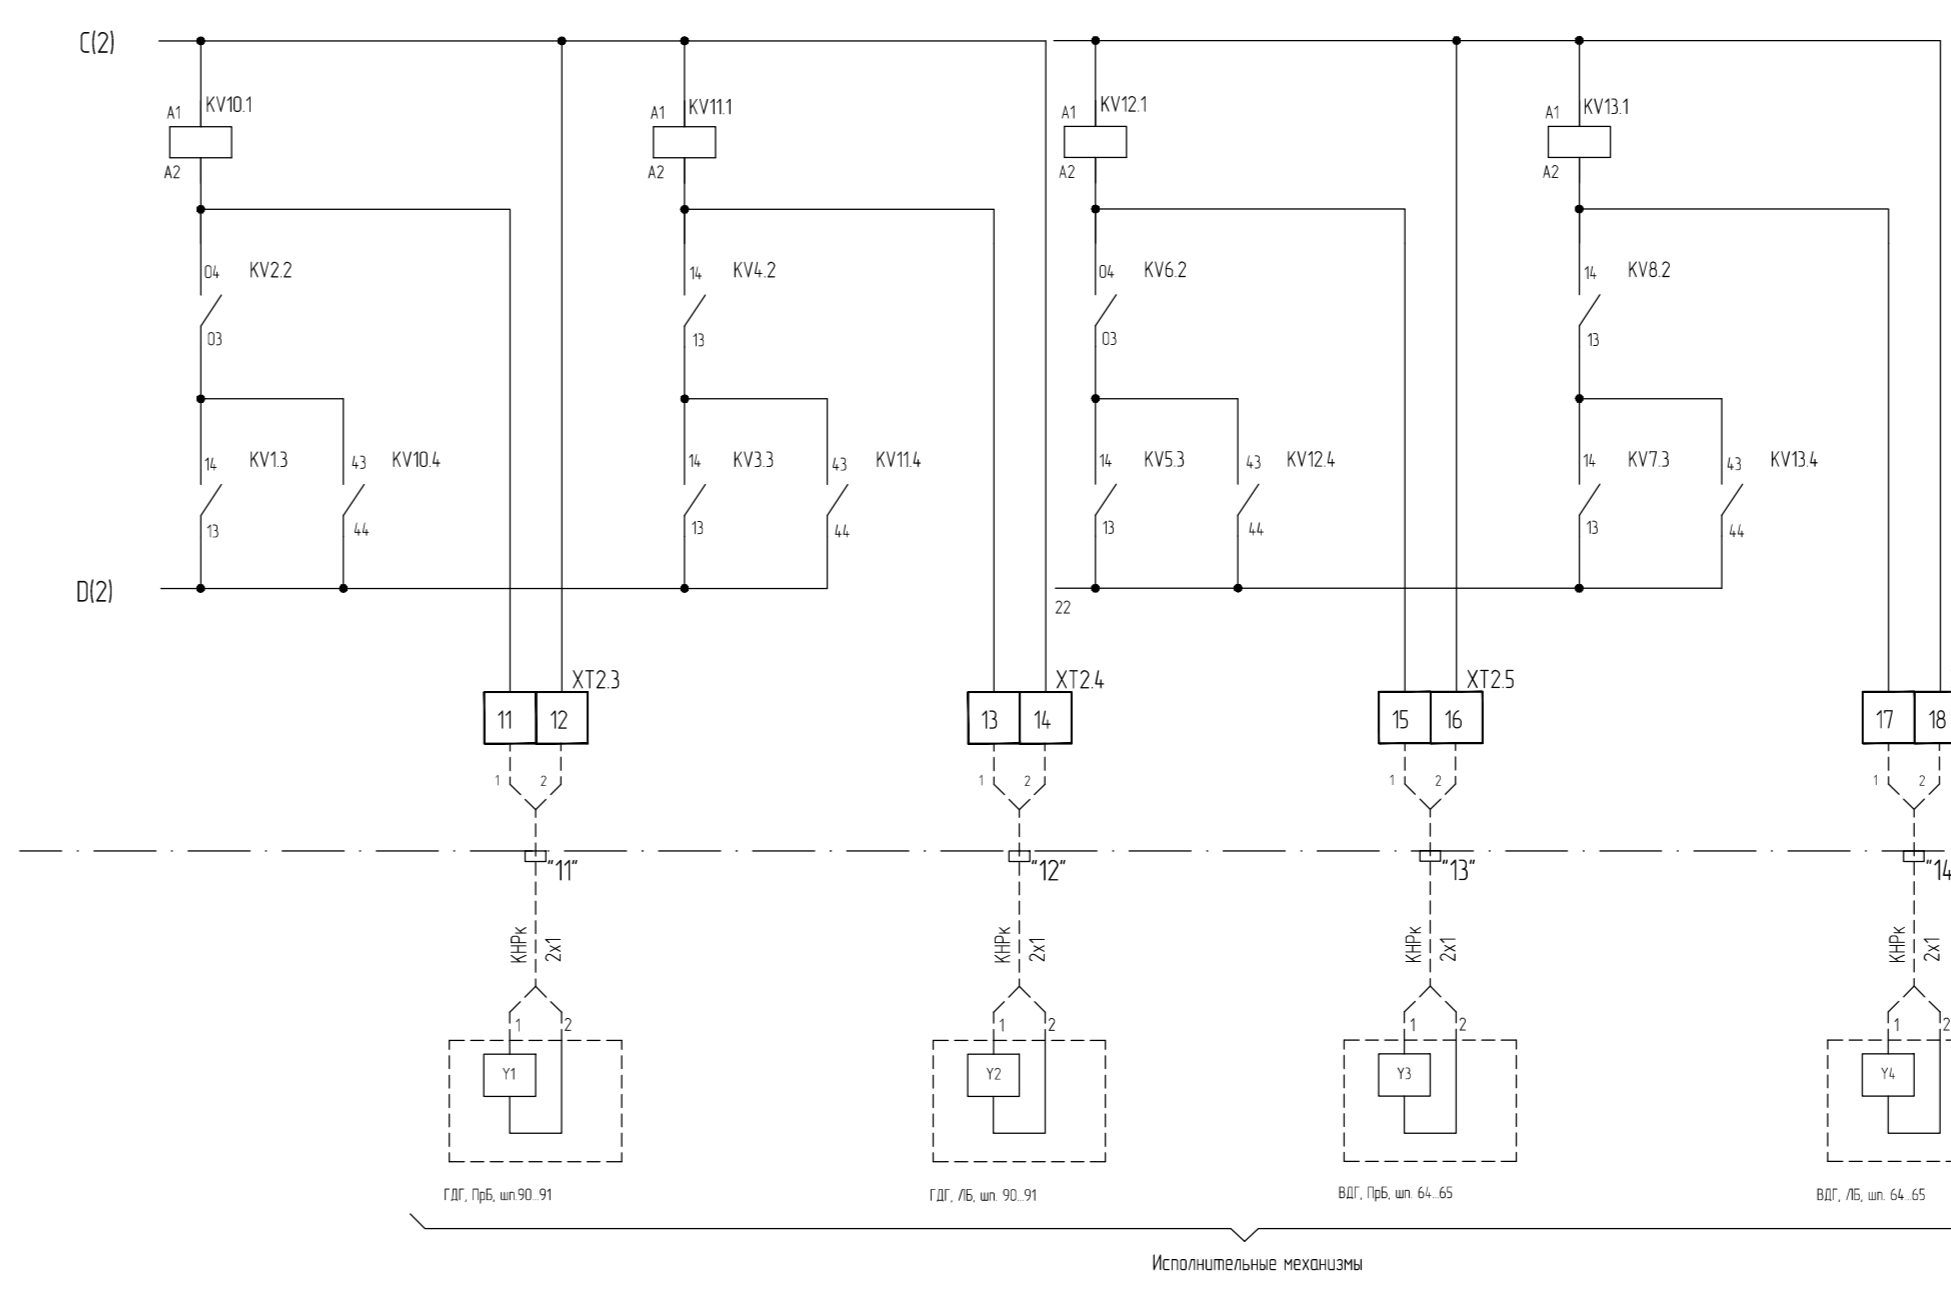 C(2)
A1 KV10.1 A1 KV11.1 A1 KV12.1 A1 KV13.1
A2 A2 A2 A2
04 KV2.2 14 KV4.2 04 KV6.2 14 KV8.2
03 13 03 13
14 KV1.3 43 KV10.4 14 KV3.3 43 KV11.4 14 KV5.3 43 KV12.4 14 KV7.3 43 KV13.4
13 44 13 44 13 44 13 44
D(2)
22
XT2.3 XT2.4 XT2.5
11 12 13 14 15 16 17 18
1 2 1 2 1 2 1 2
"11" "12" "13" "14
КНРк 2x1 КНРк 2x1 КНРк 2x1 КНРк 2x1
1 2 1 2 1 2 1 2
Y1 Y2 Y3 Y4
ГДГ, ПрБ, шп.90...91 ГДГ, ЛБ, шп. 90...91 ВДГ, ПрБ, шп. 64...65 ВДГ, ЛБ, шп. 64...65
Исполнительные механизмы